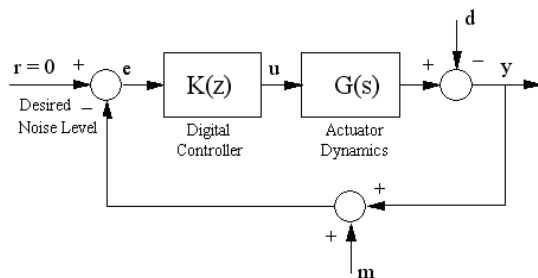 d
r = 0
+
e
K(z)
u
G(s)
+
−
y
−
Desired
Noise Level
Digital
Controller
Actuator
Dynamics
+
+
m